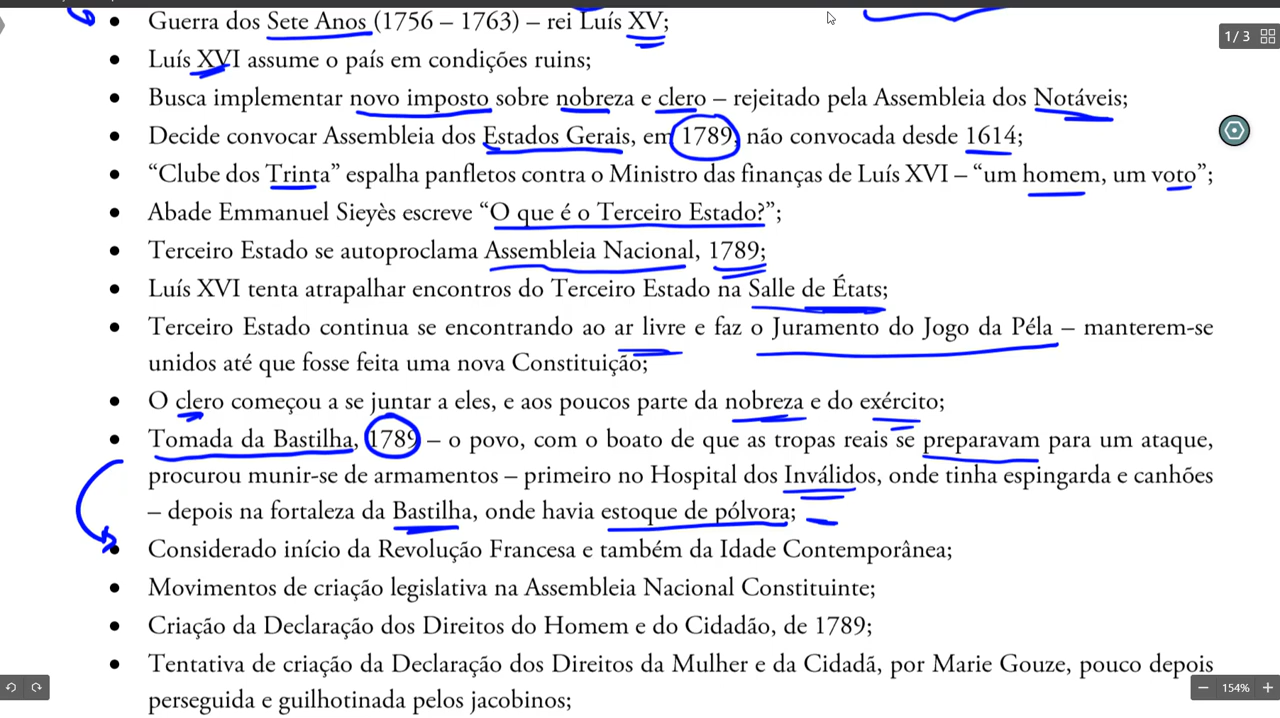 • Guerra dos Sete Anos (1756 – 1763) – rei Luís XV;
1 / 3
• Luís XVI assume o país em condições ruins;
• Busca implementar novo imposto sobre nobreza e clero – rejeitado pela Assembleia dos Notáveis;
• Decide convocar Assembleia dos Estados Gerais, em 1789, não convocada desde 1614;
• “Clube dos Trinta” espalha panfletos contra o Ministro das finanças de Luís XVI – “um homem, um voto”;
• Abade Emmanuel Sieyès escreve “O que é o Terceiro Estado?”;
• Terceiro Estado se autoproclama Assembleia Nacional, 1789;
• Luís XVI tenta atrapalhar encontros do Terceiro Estado na Salle de États;
• Terceiro Estado continua se encontrando ao ar livre e faz o Juramento do Jogo da Péla – manterem-se
unidos até que fosse feita uma nova Constituição;
• O clero começou a se juntar a eles, e aos poucos parte da nobreza e do exército;
• Tomada da Bastilha, 1789 – o povo, com o boato de que as tropas reais se preparavam para um ataque,
procurou munir-se de armamentos – primeiro no Hospital dos Inválidos, onde tinha espingarda e canhões
– depois na fortaleza da Bastilha, onde havia estoque de pólvora;
• Considerado início da Revolução Francesa e também da Idade Contemporânea;
• Movimentos de criação legislativa na Assembleia Nacional Constituinte;
• Criação da Declaração dos Direitos do Homem e do Cidadão, de 1789;
• Tentativa de criação da Declaração dos Direitos da Mulher e da Cidadã, por Marie Gouze, pouco depois
perseguida e guilhotinada pelos jacobinos;
154%